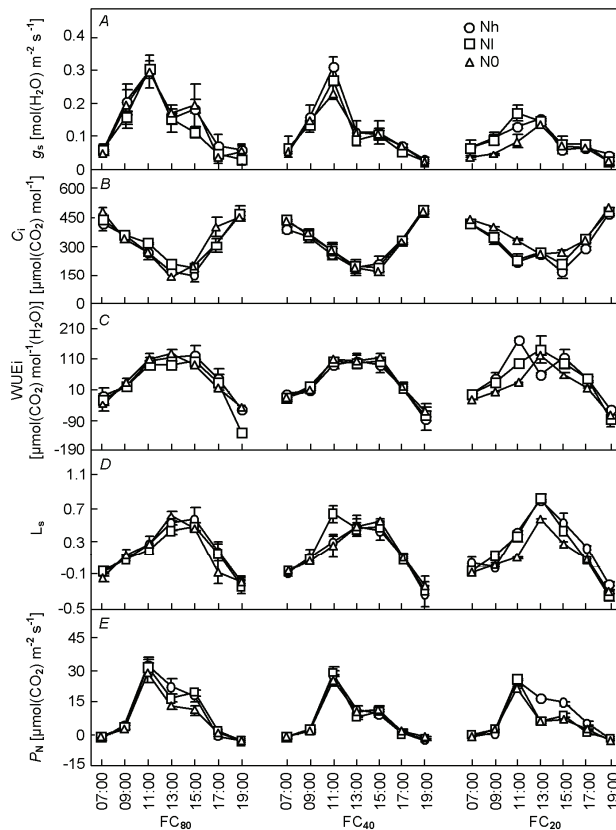 A
Nh
Nl
N0
0.4
0.3
0.2
0.1
0
gs [mol(H2O) m-2 s-1]
B
600
450
300
150
0
Ci [µmol(CO2) mol-1]
C
210
110
10
-90
-190
WUEi [µmol(CO2) mol-1(H2O)]
D
1.1
0.7
0.3
-0.1
-0.5
Ls
E
45
30
15
0
-15
PN [µmol(CO2) m-2 s-1]
07:00 09:00 11:00 13:00 15:00 17:00 19:00 07:00 09:00 11:00 13:00 15:00 17:00 19:00 07:00 09:00 11:00 13:00 15:00 17:00 19:00
FC80 FC40 FC20